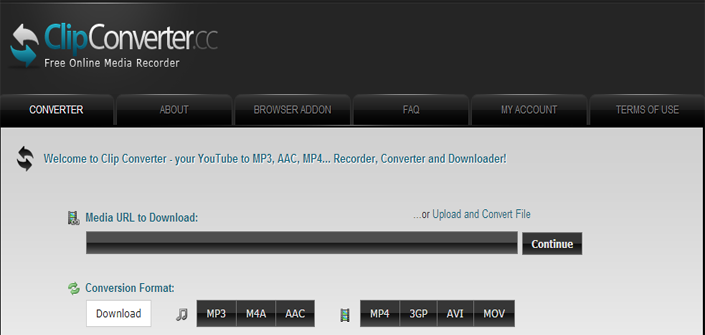 ClipConverter.cc
Free Online Media Recorder
CONVERTER ABOUT BROWSER ADDON FAQ MY ACCOUNT TERMS OF USE
Welcome to Clip Converter - your YouTube to MP3, AAC, MP4... Recorder, Converter and Downloader!
Media URL to Download: ...or Upload and Convert File
Continue
Conversion Format:
Download MP3 M4A AAC MP4 3GP AVI MOV